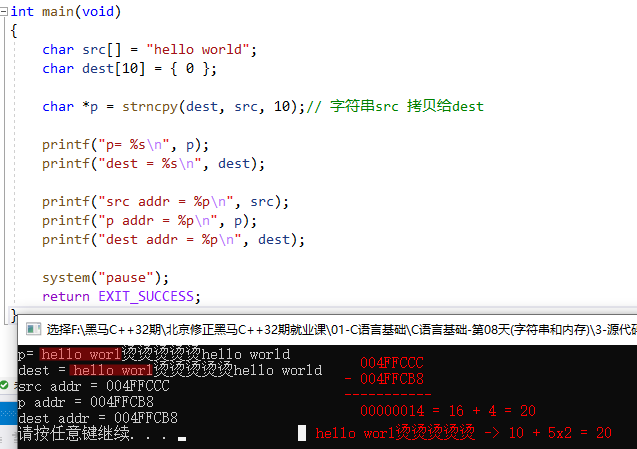 int main(void)
{
char src[] = "hello world";
char dest[10] = { 0 };
char *p = strncpy(dest, src, 10);// 字符串src 拷贝给dest
printf("p= %s\n", p);
printf("dest = %s\n", dest);
printf("src addr = %p\n", src);
printf("p addr = %p\n", p);
printf("dest addr = %p\n", dest);
system("pause");
return EXIT_SUCCESS;
}
选择F:\黑马C++32期\北京修正黑马C++32期就业课\01-C语言基础\C语言基础-第08天(字符串和内存)\3-源代码
p= hello worl烫烫烫烫烫hello world
dest = hello worl烫烫烫烫烫hello world
src addr = 004FFCCC
p addr = 004FFCB8
dest addr = 004FFCB8
请按任意键继续. . .
004FFCCC
- 004FFCB8
-----------
00000014 = 16 + 4 = 20
hello worl烫烫烫烫烫 -> 10 + 5x2 = 20